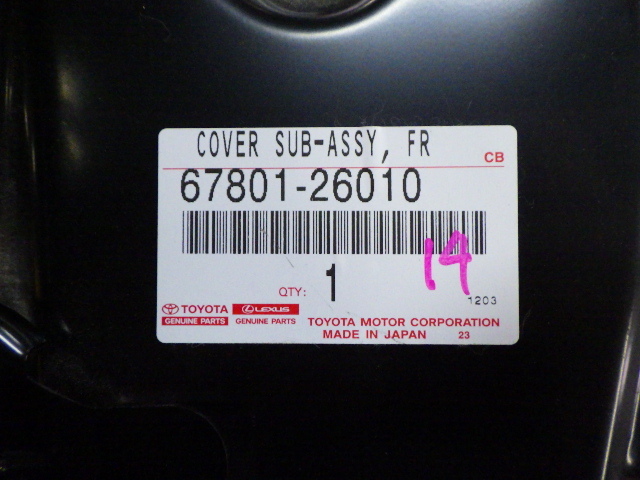 COVER SUB-ASSY, FR
CB
67801-26010
14
QTY: 1
1203
TOYOTA LEXUS
GENUINE PARTS GENUINE PARTS
TOYOTA MOTOR CORPORATION
MADE IN JAPAN 23